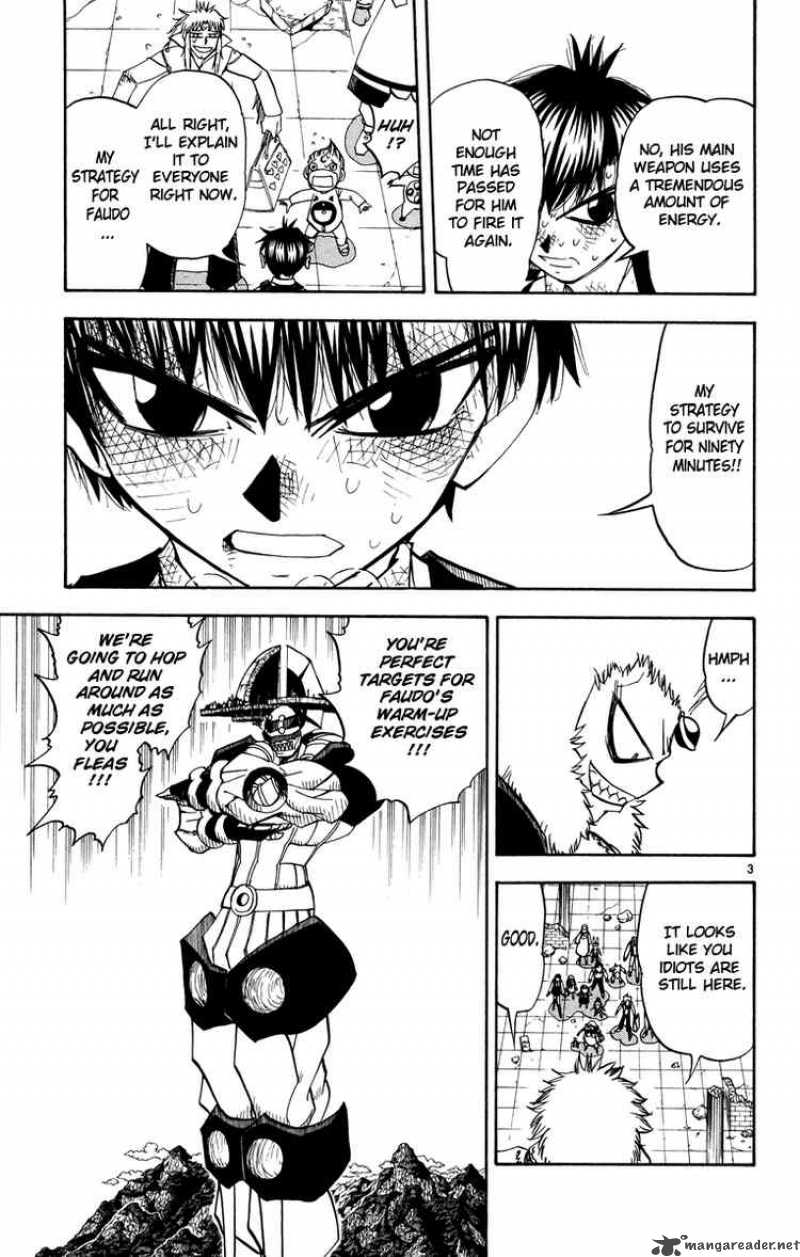 NO, HIS MAIN
WEAPON USES
A TREMENDOUS
AMOUNT OF
ENERGY.
NOT
ENOUGH
TIME HAS
PASSED
FOR HIM
TO FIRE IT
AGAIN.
HUH
!?
ALL RIGHT,
I'LL EXPLAIN
IT TO
EVERYONE
RIGHT NOW.
MY
STRATEGY
FOR
FAUDO
...
MY
STRATEGY
TO SURVIVE
FOR NINETY
MINUTES!!
HMPH
...
IT LOOKS
LIKE YOU
IDIOTS ARE
STILL HERE.
GOOD.
YOU'RE
PERFECT
TARGETS FOR
FAUDO'S
WARM-UP
EXERCISES
!!!
WE'RE
GOING TO HOP
AND RUN
AROUND AS
MUCH AS
POSSIBLE,
YOU
FLEAS
!!!
3
mangareader.net